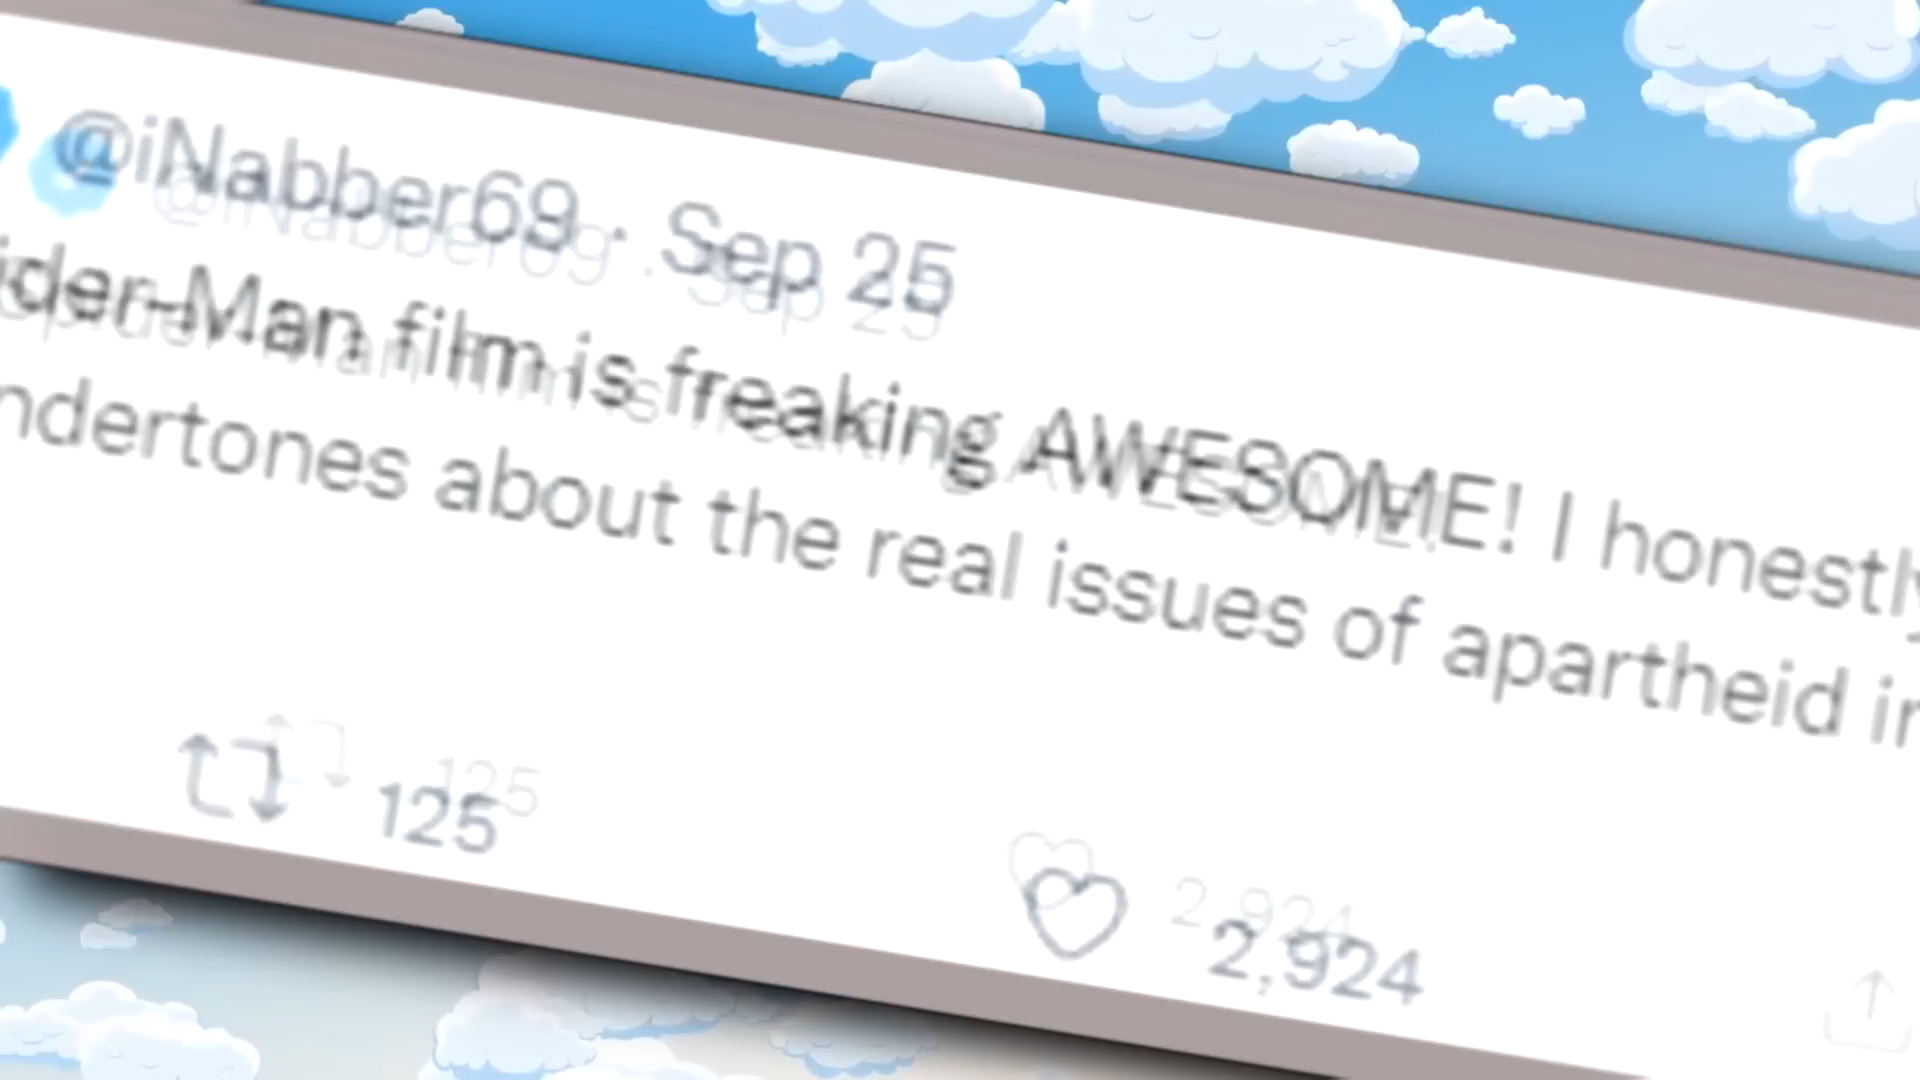 @iNabber69 · Sep 25
ider-Man film is freaking AWESOME! I honestly
ndertones about the real issues of apartheid in
125
2,924